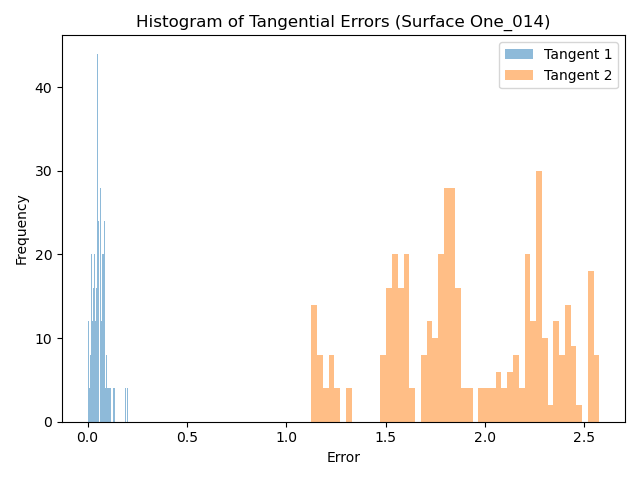 Histogram of Tangential Errors (Surface One_014)
Tangent 1
Tangent 2
Frequency
40
30
20
10
0
0.0 0.5 1.0 1.5 2.0 2.5
Error